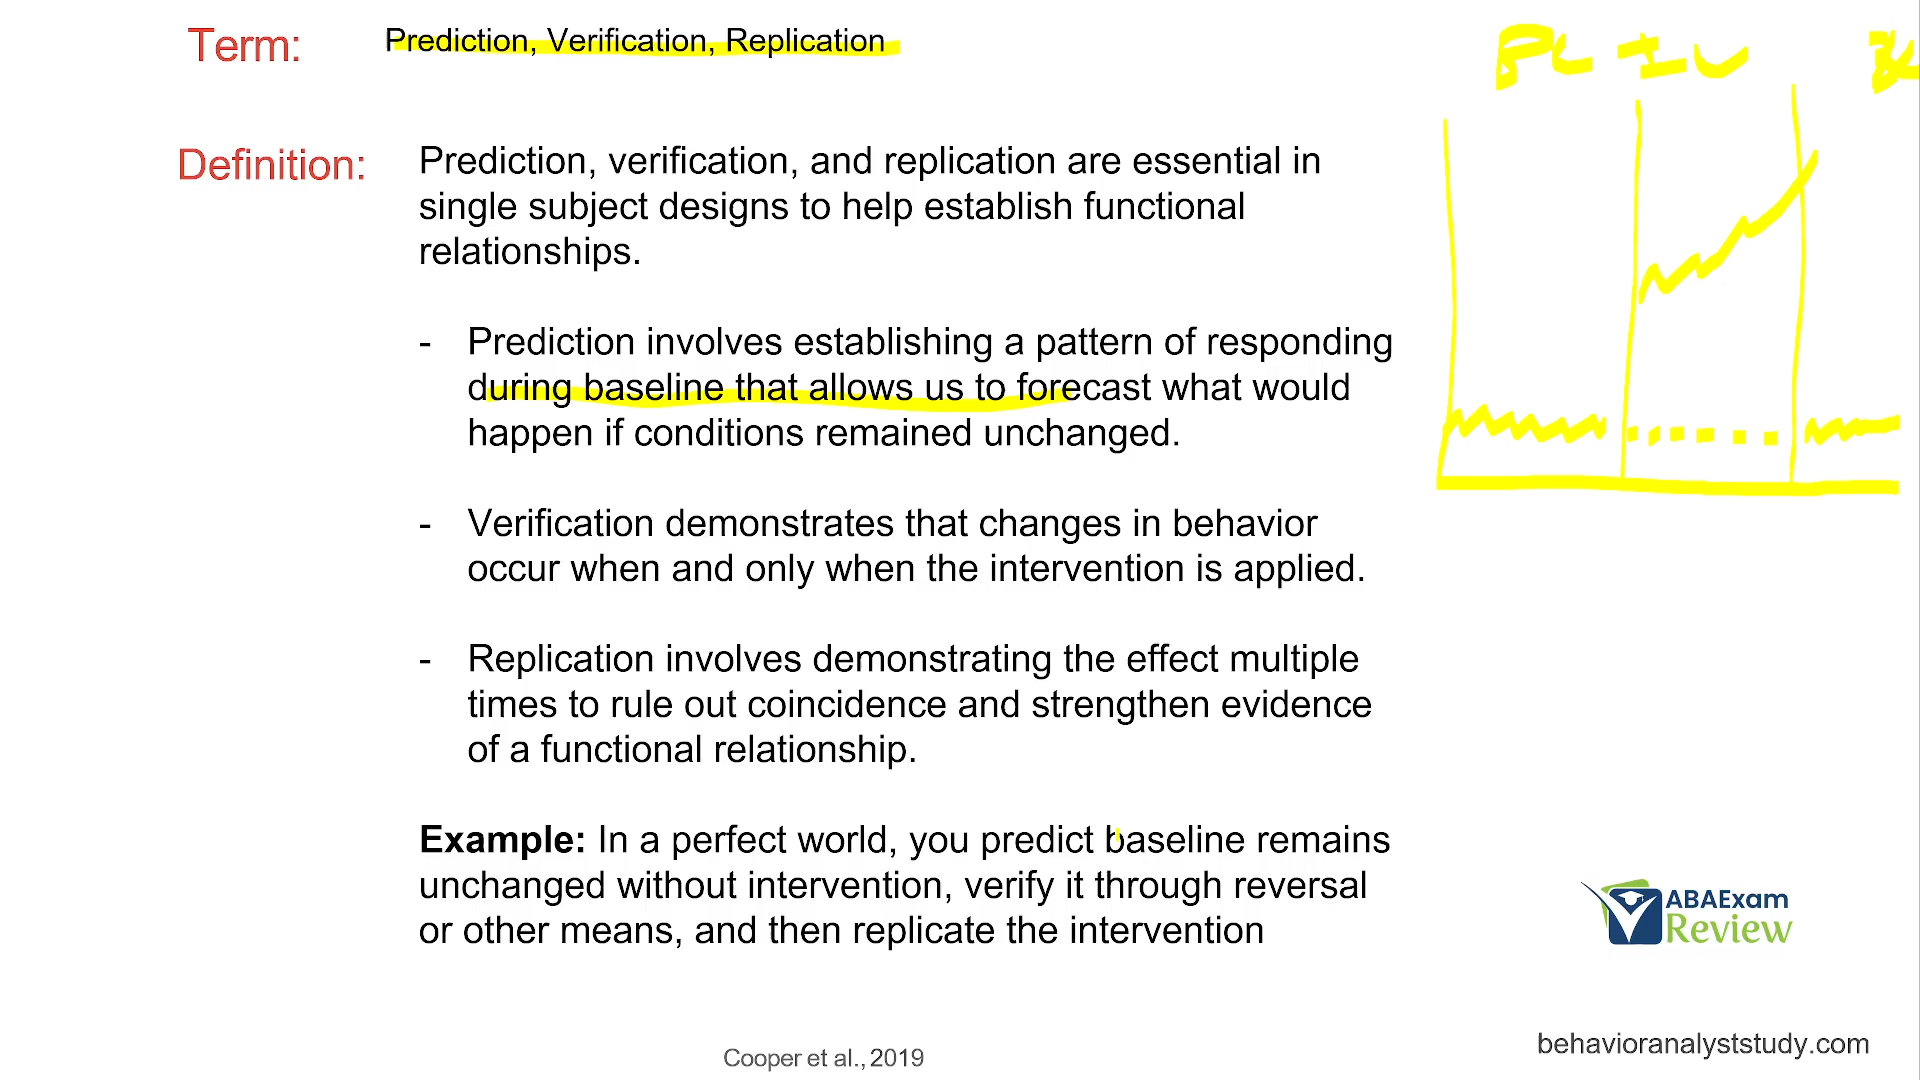 Term: Prediction, Verification, Replication
BL IV
Definition: Prediction, verification, and replication are essential in
single subject designs to help establish functional
relationships.
- Prediction involves establishing a pattern of responding
during baseline that allows us to forecast what would
happen if conditions remained unchanged.
- Verification demonstrates that changes in behavior
occur when and only when the intervention is applied.
- Replication involves demonstrating the effect multiple
times to rule out coincidence and strengthen evidence
of a functional relationship.
Example: In a perfect world, you predict baseline remains
unchanged without intervention, verify it through reversal
or other means, and then replicate the intervention
ABAExam
Review
Cooper et al., 2019
behavioranalyststudy.com